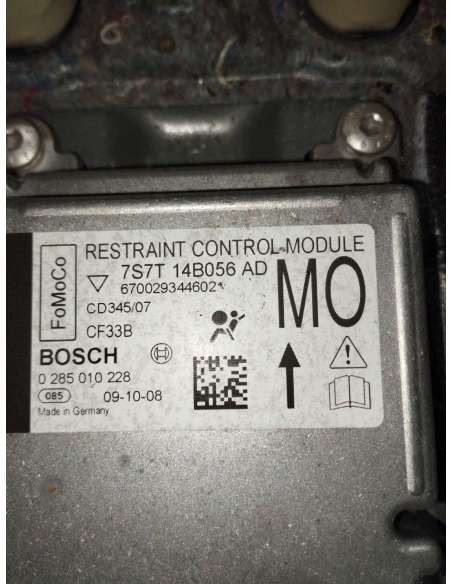 FoMoCo
RESTRAINT CONTROL MODULE
7S7T 14B056 AD
670029344602
CD345/07
CF33B
MO
BOSCH
0 285 010 228
085
09-10-08
Made in Germany